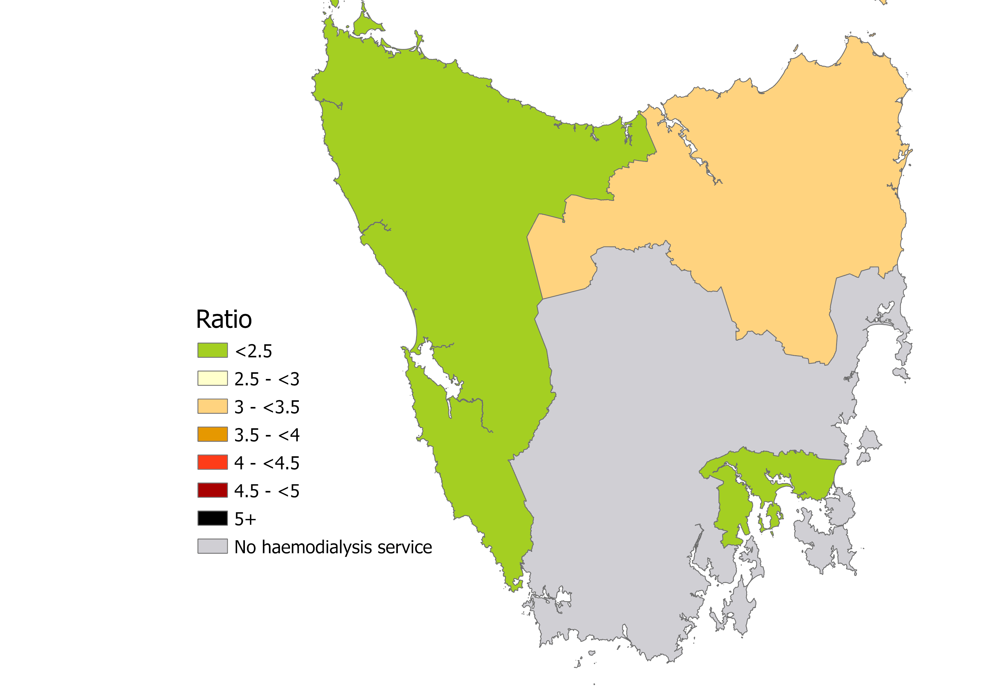 Ratio
<2.5
2.5 - <3
3 - <3.5
3.5 - <4
4 - <4.5
4.5 - <5
5+
No haemodialysis service